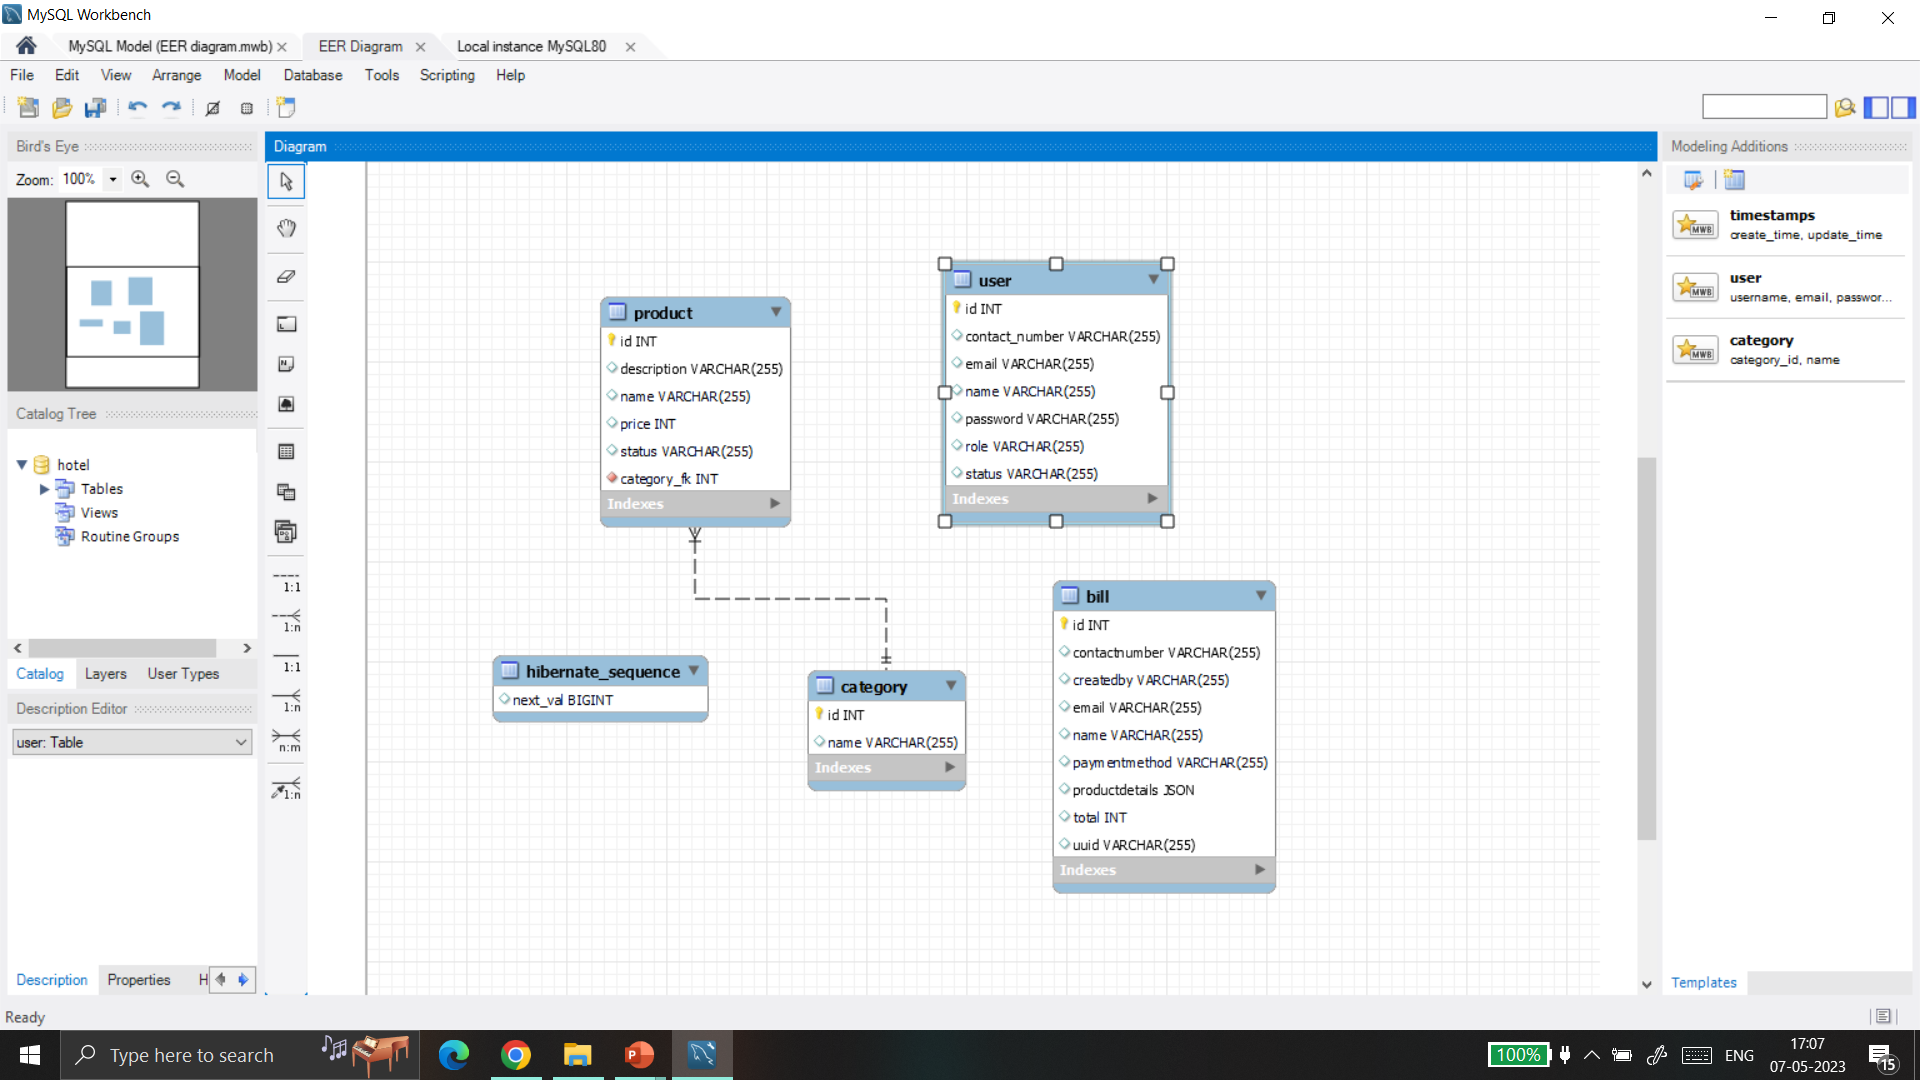 MySQL Workbench
MySQL Model (EER diagram.mwb)
EER Diagram
Local instance MySQL80
File Edit View Arrange Model Database Tools Scripting Help
Bird's Eye
Zoom: 100%
Catalog Tree
hotel
Tables
Views
Routine Groups
Catalog Layers User Types
Description Editor
user: Table
Description Properties H
Ready
Diagram
1:1
1:n
1:1
1:n
n:m
1:n
product
id INT
description VARCHAR(255)
name VARCHAR(255)
price INT
status VARCHAR(255)
category_fk INT
Indexes
user
id INT
contact_number VARCHAR(255)
email VARCHAR(255)
name VARCHAR(255)
password VARCHAR(255)
role VARCHAR(255)
status VARCHAR(255)
Indexes
hibernate_sequence
next_val BIGINT
category
id INT
name VARCHAR(255)
Indexes
bill
id INT
contactnumber VARCHAR(255)
createdby VARCHAR(255)
email VARCHAR(255)
name VARCHAR(255)
paymentmethod VARCHAR(255)
productdetails JSON
total INT
uuid VARCHAR(255)
Indexes
Modeling Additions
MWB
timestamps
create_time, update_time
MWB
user
username, email, passwor...
MWB
category
category_id, name
Templates
Type here to search
100%
ENG
17:07
07-05-2023
15